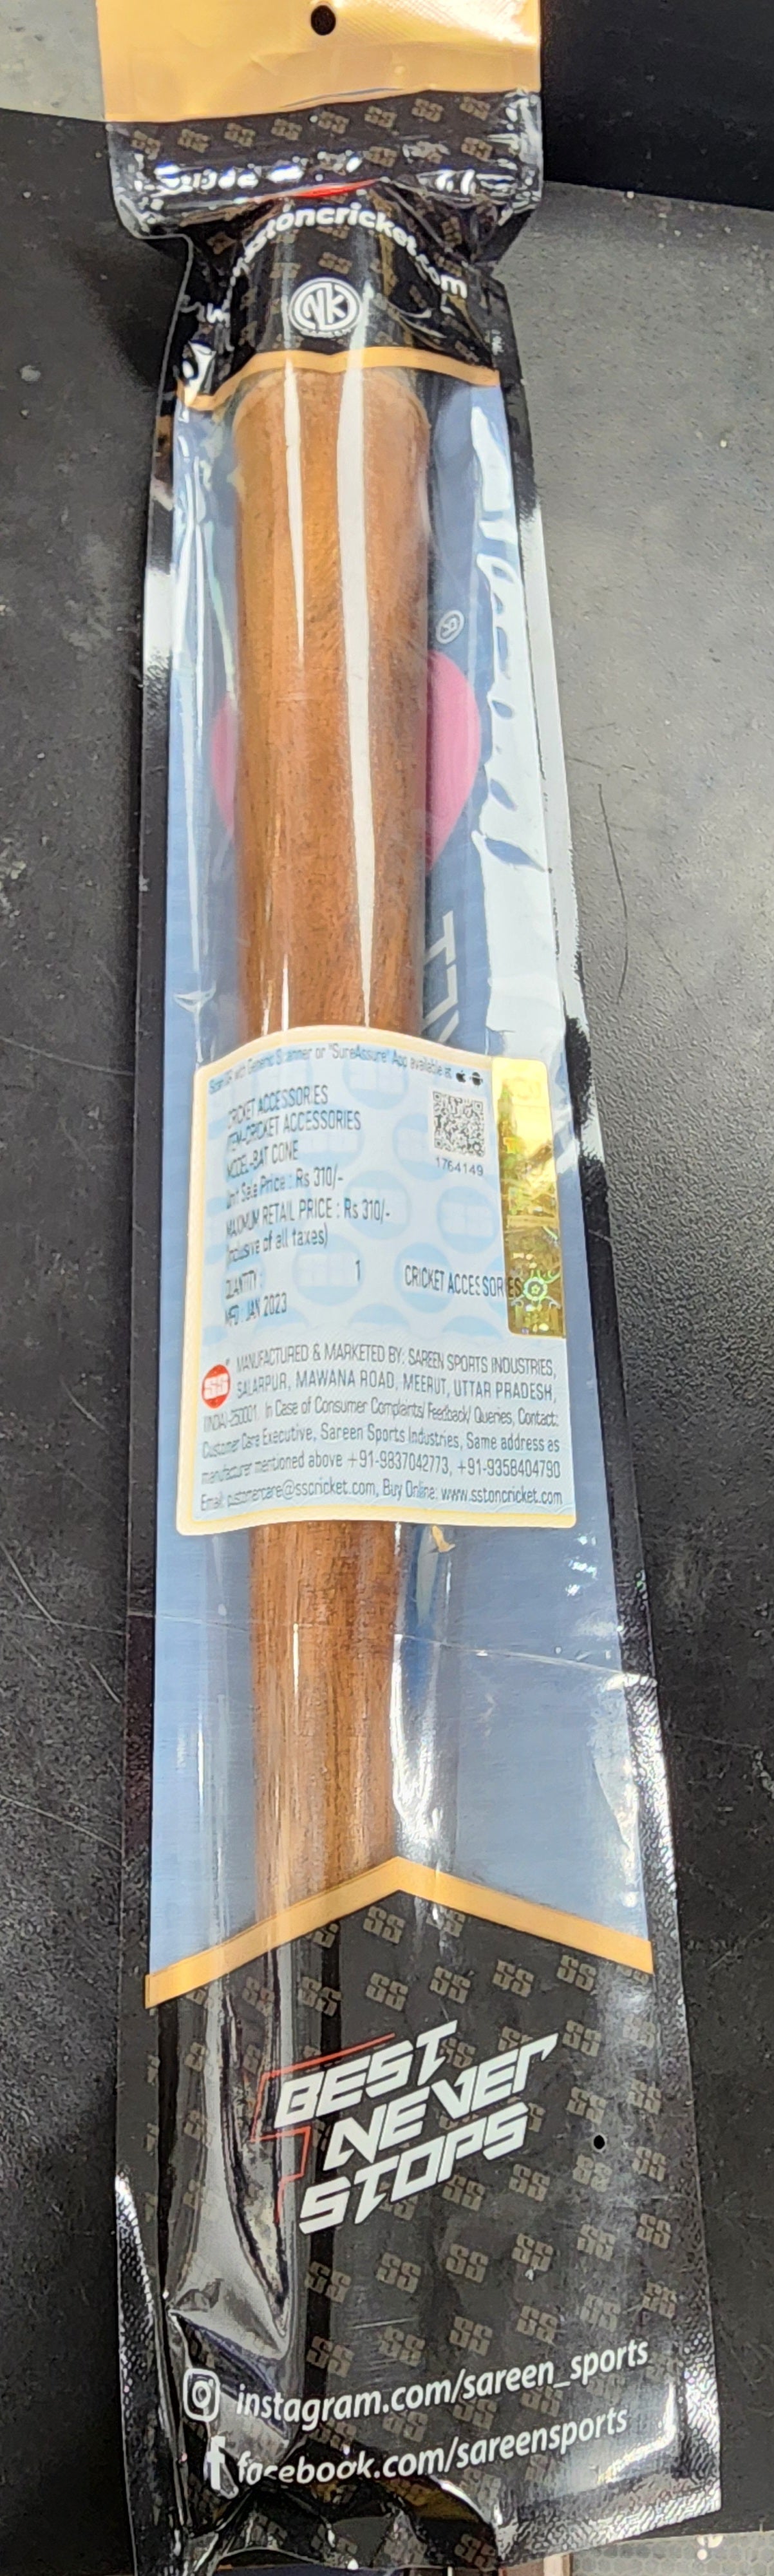 sstoncricket.com
NK
®
Scan QR with Generic Scanner or "SureAssure" App available at
CRICKET ACCESSORIES
ITEM-CRICKET ACCESSORIES
MODEL-BAT CONE
Unit Sale Price : Rs 310/-
MAXIMUM RETAIL PRICE : Rs 310/-
(Inclusive of all taxes)
QUANTITY : 1 CRICKET ACCESSORIES
MFD : JAN 2023
1764149
SS
MANUFACTURED & MARKETED BY: SAREEN SPORTS INDUSTRIES,
SALARPUR, MAWANA ROAD, MEERUT, UTTAR PRADESH,
(INDIA)-250001. In Case of Consumer Complaints/ Feedback/ Queries, Contact:
Customer Care Executive, Sareen Sports Industries, Same address as
manufacturer mentioned above +91-9837042773, +91-9358404790
Email: customercare@sscricket.com, Buy Online: www.sstoncricket.com
BEST
NEVER
STOPS
instagram.com/sareen_sports
facebook.com/sareensports